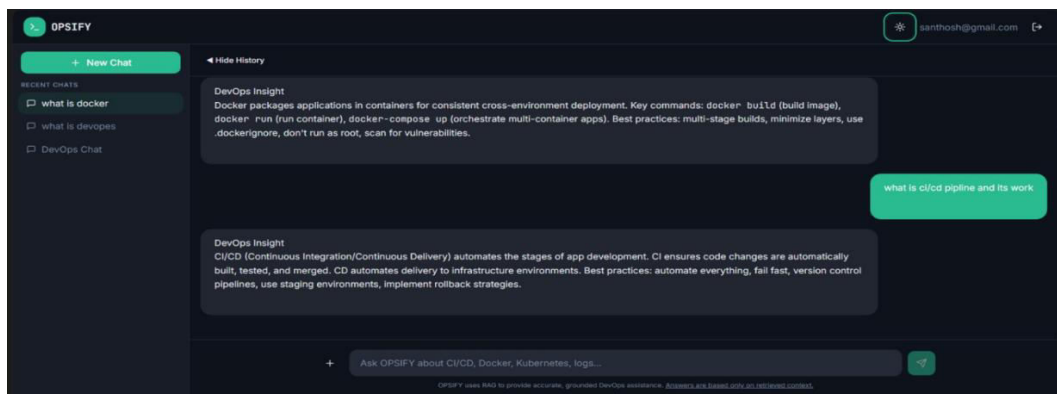 OPSIFY
santhosh@gmail.com
+ New Chat
◄ Hide History
RECENT CHATS
what is docker
what is devopes
DevOps Chat
DevOps Insight
Docker packages applications in containers for consistent cross-environment deployment. Key commands: docker build (build image),
docker run (run container), docker-compose up (orchestrate multi-container apps). Best practices: multi-stage builds, minimize layers, use
.dockerignore, don't run as root, scan for vulnerabilities.
what is ci/cd pipline and its work
DevOps Insight
CI/CD (Continuous Integration/Continuous Delivery) automates the stages of app development. CI ensures code changes are automatically
built, tested, and merged. CD automates delivery to infrastructure environments. Best practices: automate everything, fail fast, version control
pipelines, use staging environments, implement rollback strategies.
+ Ask OPSIFY about CI/CD, Docker, Kubernetes, logs...
OPSIFY uses RAG to provide accurate, grounded DevOps assistance. Answers are based only on retrieved context.